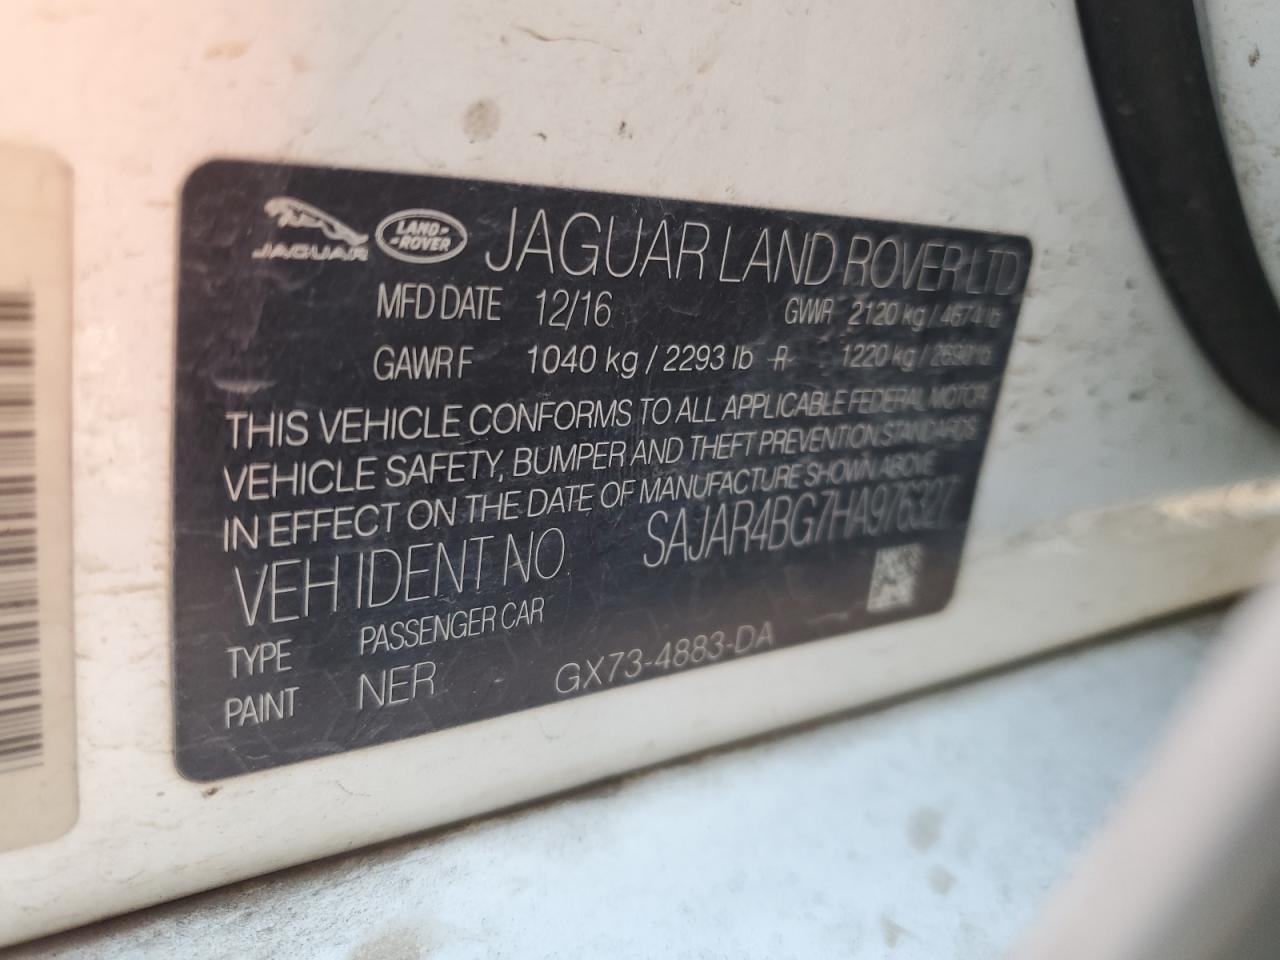 JAGUAR LAND-ROVER JAGUAR LAND ROVER LTD
MFD DATE 12/16 GVWR 2120 kg / 4674 lb
GAWR F 1040 kg / 2293 lb R 1220 kg / 2690 lb
THIS VEHICLE CONFORMS TO ALL APPLICABLE FEDERAL MOTOR
VEHICLE SAFETY, BUMPER AND THEFT PREVENTION STANDARDS
IN EFFECT ON THE DATE OF MANUFACTURE SHOWN ABOVE
VEH IDENT NO SAJAR4BG7HA976327
TYPE PASSENGER CAR
PAINT NER GX73-4883-DA